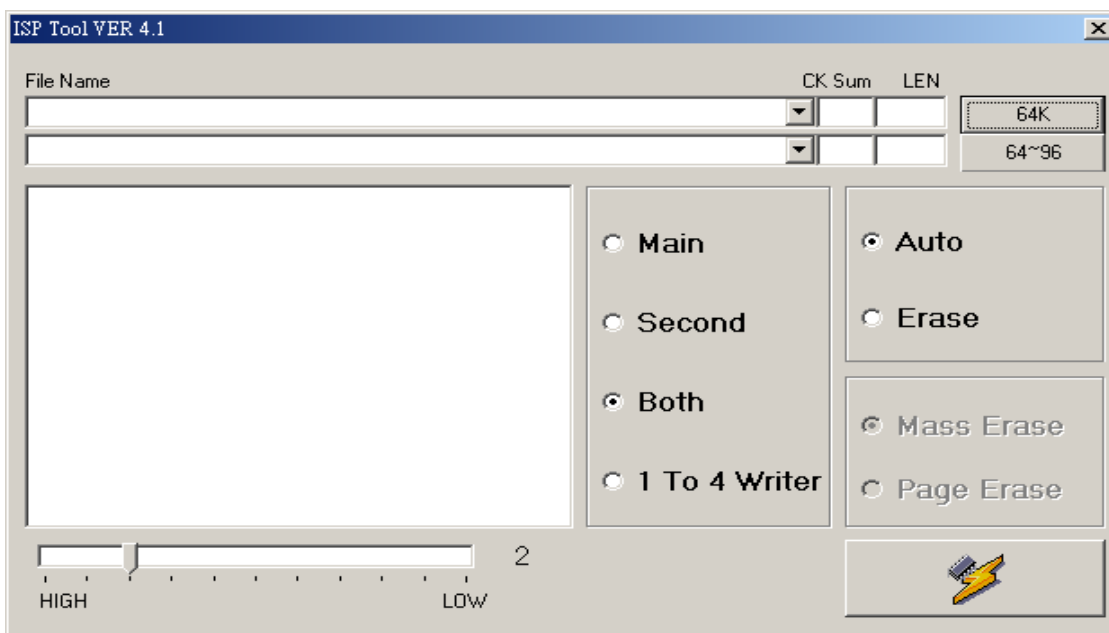 ISP Tool VER 4.1
File Name CK Sum LEN
64K
64~96
Main
Second
Both
1 To 4 Writer
Auto
Erase
Mass Erase
Page Erase
2
HIGH LOW